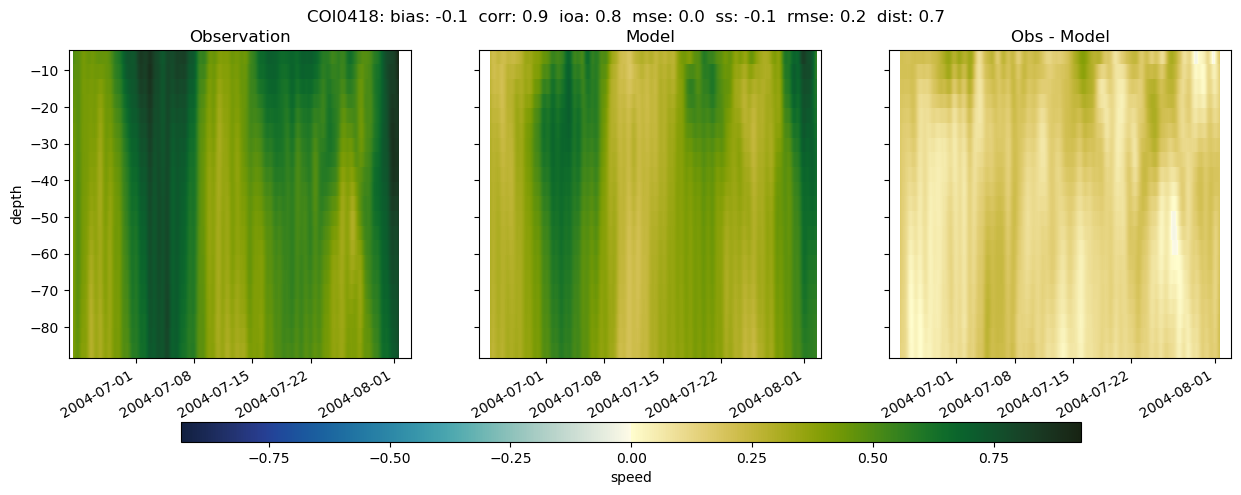 COI0418: bias: -0.1 corr: 0.9 ioa: 0.8 mse: 0.0 ss: -0.1 rmse: 0.2 dist: 0.7
Observation Model Obs - Model
depth
−10
−20
−30
−40
−50
−60
−70
−80
2004-07-01 2004-07-08 2004-07-15 2004-07-22 2004-08-01 2004-07-01 2004-07-08 2004-07-15 2004-07-22 2004-08-01 2004-07-01 2004-07-08 2004-07-15 2004-07-22 2004-08-01
−0.75 −0.50 −0.25 0.00 0.25 0.50 0.75
speed